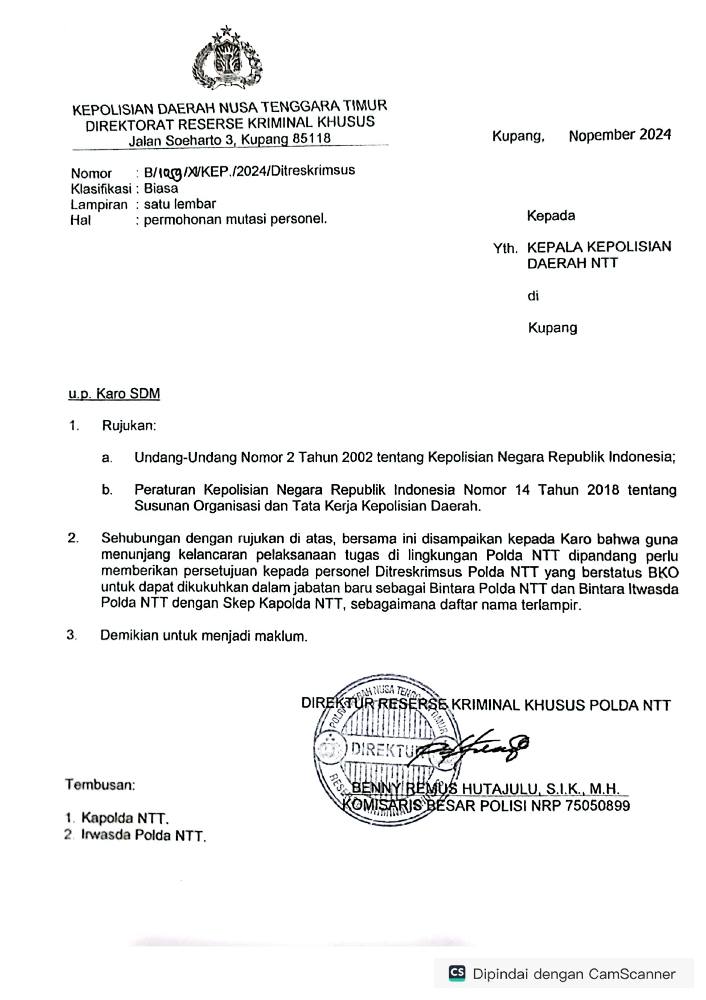 KEPOLISIAN DAERAH NUSA TENGGARA TIMUR
DIREKTORAT RESERSE KRIMINAL KHUSUS
Jalan Soeharto 3, Kupang 85118
Kupang, Nopember 2024
Nomor : B/ /XI/KEP./2024/Ditreskrimsus
Klasifikasi : Biasa
Lampiran : satu lembar
Hal : permohonan mutasi personel.
Kepada
Yth. KEPALA KEPOLISIAN
DAERAH NTT
di
Kupang
u.p. Karo SDM
1. Rujukan:
a. Undang-Undang Nomor 2 Tahun 2002 tentang Kepolisian Negara Republik Indonesia;
b. Peraturan Kepolisian Negara Republik Indonesia Nomor 14 Tahun 2018 tentang
Susunan Organisasi dan Tata Kerja Kepolisian Daerah.
2. Sehubungan dengan rujukan di atas, bersama ini disampaikan kepada Karo bahwa guna
menunjang kelancaran pelaksanaan tugas di lingkungan Polda NTT dipandang perlu
memberikan persetujuan kepada personel Ditreskrimsus Polda NTT yang berstatus BKO
untuk dapat dikukuhkan dalam jabatan baru sebagai Bintara Polda NTT dan Bintara Itwasda
Polda NTT dengan Skep Kapolda NTT, sebagaimana daftar nama terlampir.
3. Demikian untuk menjadi maklum.
DIREKTUR RESERSE KRIMINAL KHUSUS POLDA NTT
DIREKTUR
BENNY REMUS HUTAJULU, S.I.K., M.H.
KOMISARIS BESAR POLISI NRP 75050899
Tembusan:
1. Kapolda NTT.
2. Irwasda Polda NTT.
CS Dipindai dengan CamScanner